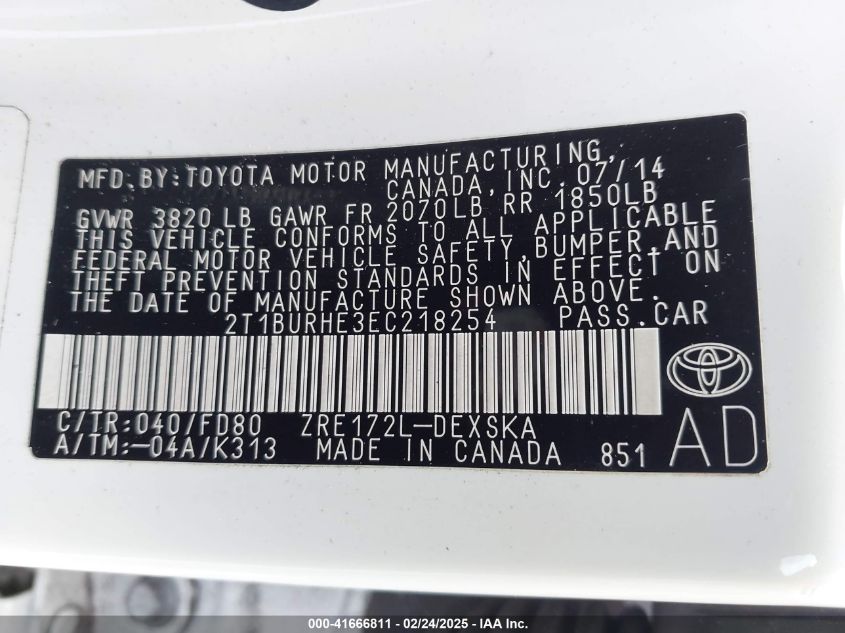 MFD.BY:TOYOTA MOTOR MANUFACTURING,
CANADA,INC. 07/14
GVWR 3820 LB GAWR FR 2070LB RR 1850LB
THIS VEHICLE CONFORMS TO ALL APPLICABLE
FEDERAL MOTOR VEHICLE SAFETY,BUMPER,AND
THEFT PREVENTION STANDARDS IN EFFECT ON
THE DATE OF MANUFACTURE SHOWN ABOVE.
2T1BURHE3EC218254 PASS.CAR
C/TR:040/FD80 ZRE172L-DEXSKA
A/TM:-04A/K313 MADE IN CANADA 851 AD
000-41666811 - 02/24/2025 - IAAI.com